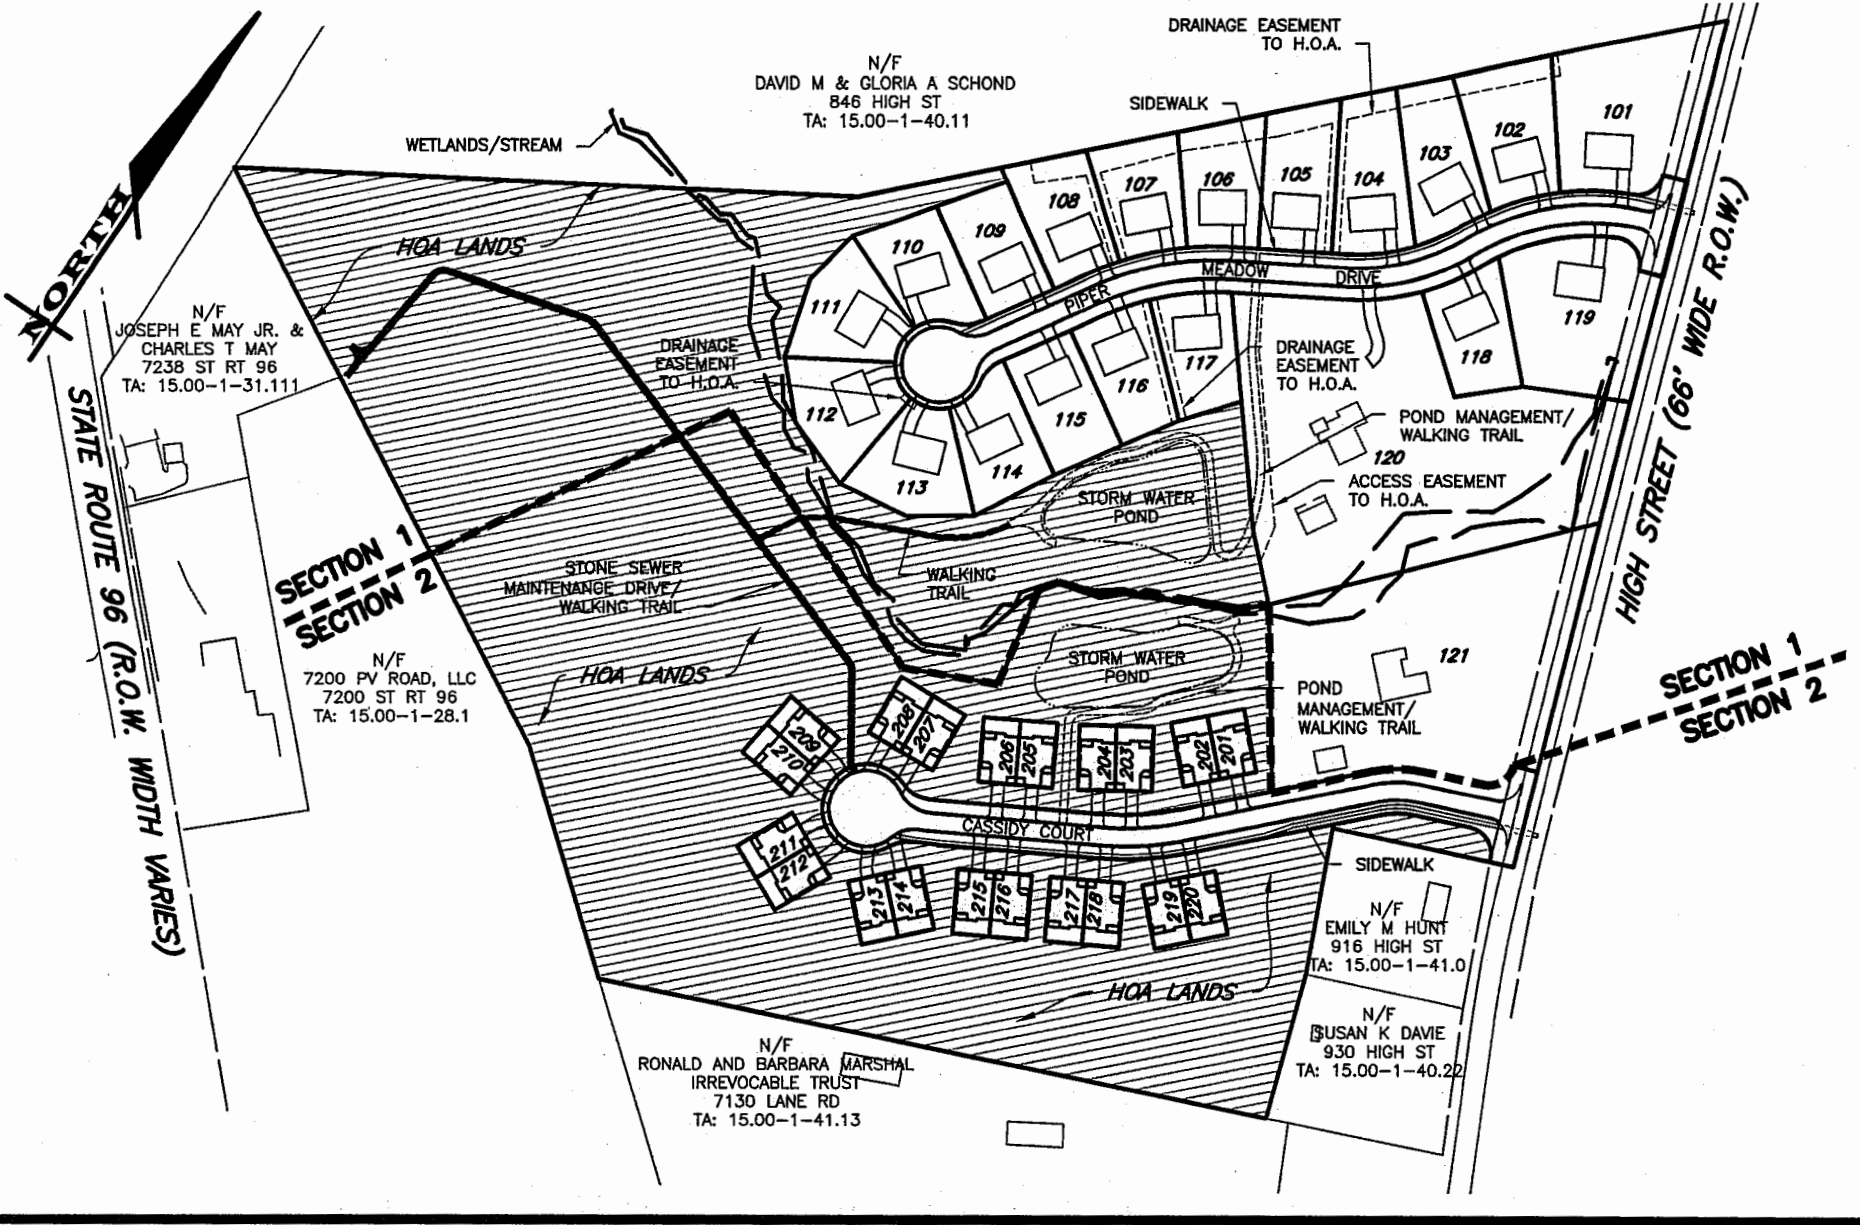 DRAINAGE EASEMENT
TO H.O.A.
N/F
DAVID M & GLORIA A SCHOND
846 HIGH ST
TA: 15.00-1-40.11
SIDEWALK
WETLANDS/STREAM
NORTH
HOA LANDS
N/F
JOSEPH E MAY JR. &
CHARLES T MAY
7238 ST RT 96
TA: 15.00-1-31.111
STATE ROUTE 96 (R.O.W. WIDTH VARIES)
101
102
103
104
105
106
107
108
109
110
111
112
113
114
115
116
117
118
119
120
121
PIPER
MEADOW
DRIVE
HIGH STREET (66' WIDE R.O.W.)
DRAINAGE
EASEMENT
TO H.O.A.
DRAINAGE
EASEMENT
TO H.O.A.
POND MANAGEMENT/
WALKING TRAIL
ACCESS EASEMENT
TO H.O.A.
STORM WATER
POND
SECTION 1
SECTION 2
STONE SEWER
MAINTENANCE DRIVE/
WALKING TRAIL
WALKING
TRAIL
HOA LANDS
N/F
7200 PV ROAD, LLC
7200 ST RT 96
TA: 15.00-1-28.1
STORM WATER
POND
POND
MANAGEMENT/
WALKING TRAIL
SECTION 1
SECTION 2
201
202
203
204
205
206
207
208
209
210
211
212
213
214
215
216
217
218
219
220
CASSIDY COURT
SIDEWALK
N/F
EMILY M HUNT
916 HIGH ST
TA: 15.00-1-41.0
HOA LANDS
N/F
SUSAN K DAVIE
930 HIGH ST
TA: 15.00-1-40.22
N/F
RONALD AND BARBARA MARSHAL
IRREVOCABLE TRUST
7130 LANE RD
TA: 15.00-1-41.13